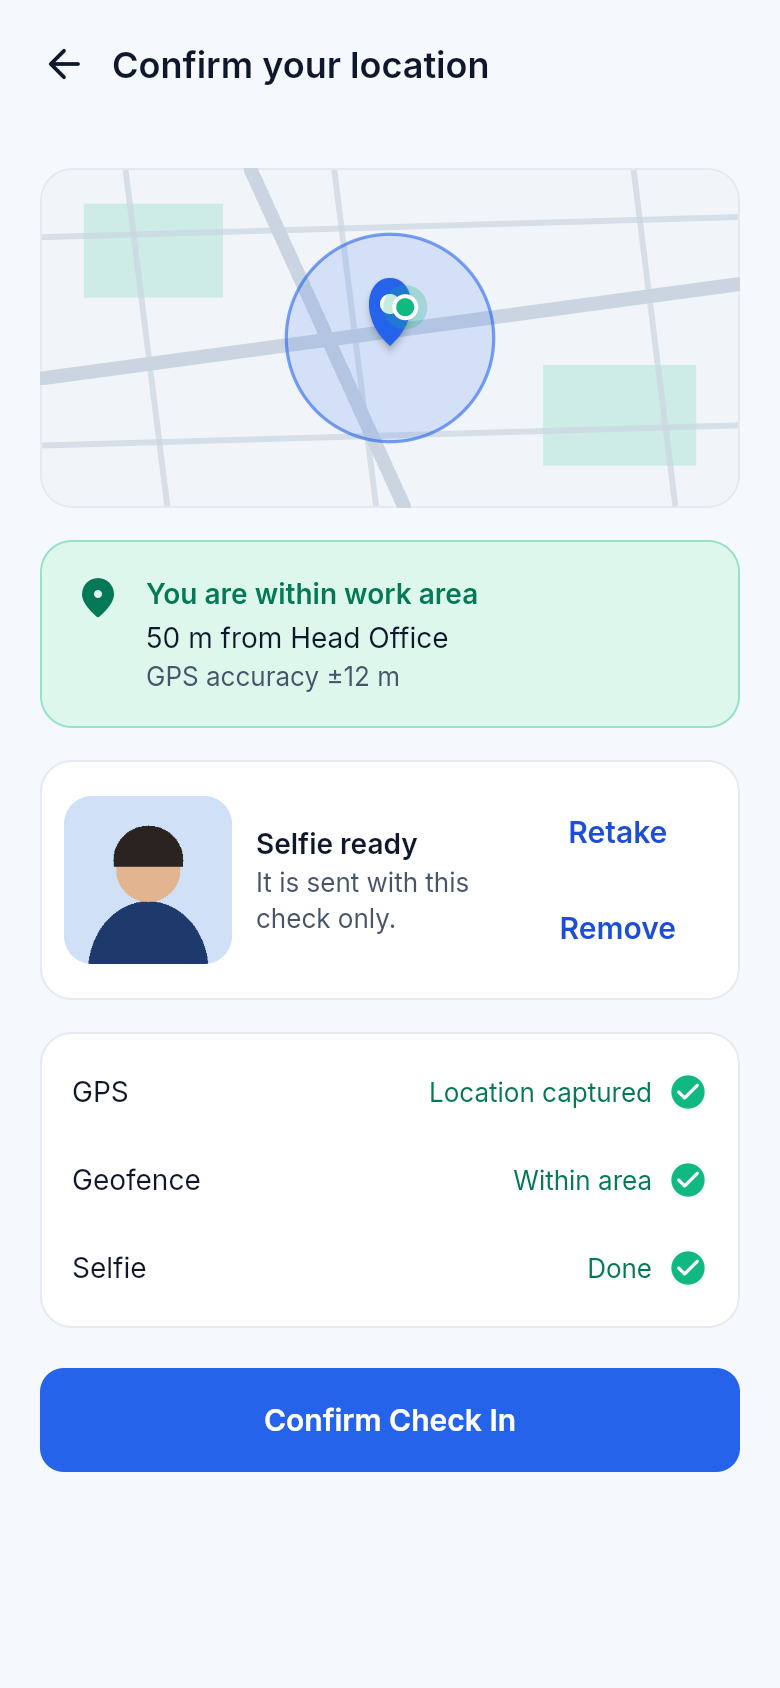 Confirm your location
You are within work area
50 m from Head Office
GPS accuracy ±12 m
Selfie ready
It is sent with this
check only.
Retake
Remove
GPS
Location captured
Geofence
Within area
Selfie
Done
Confirm Check In